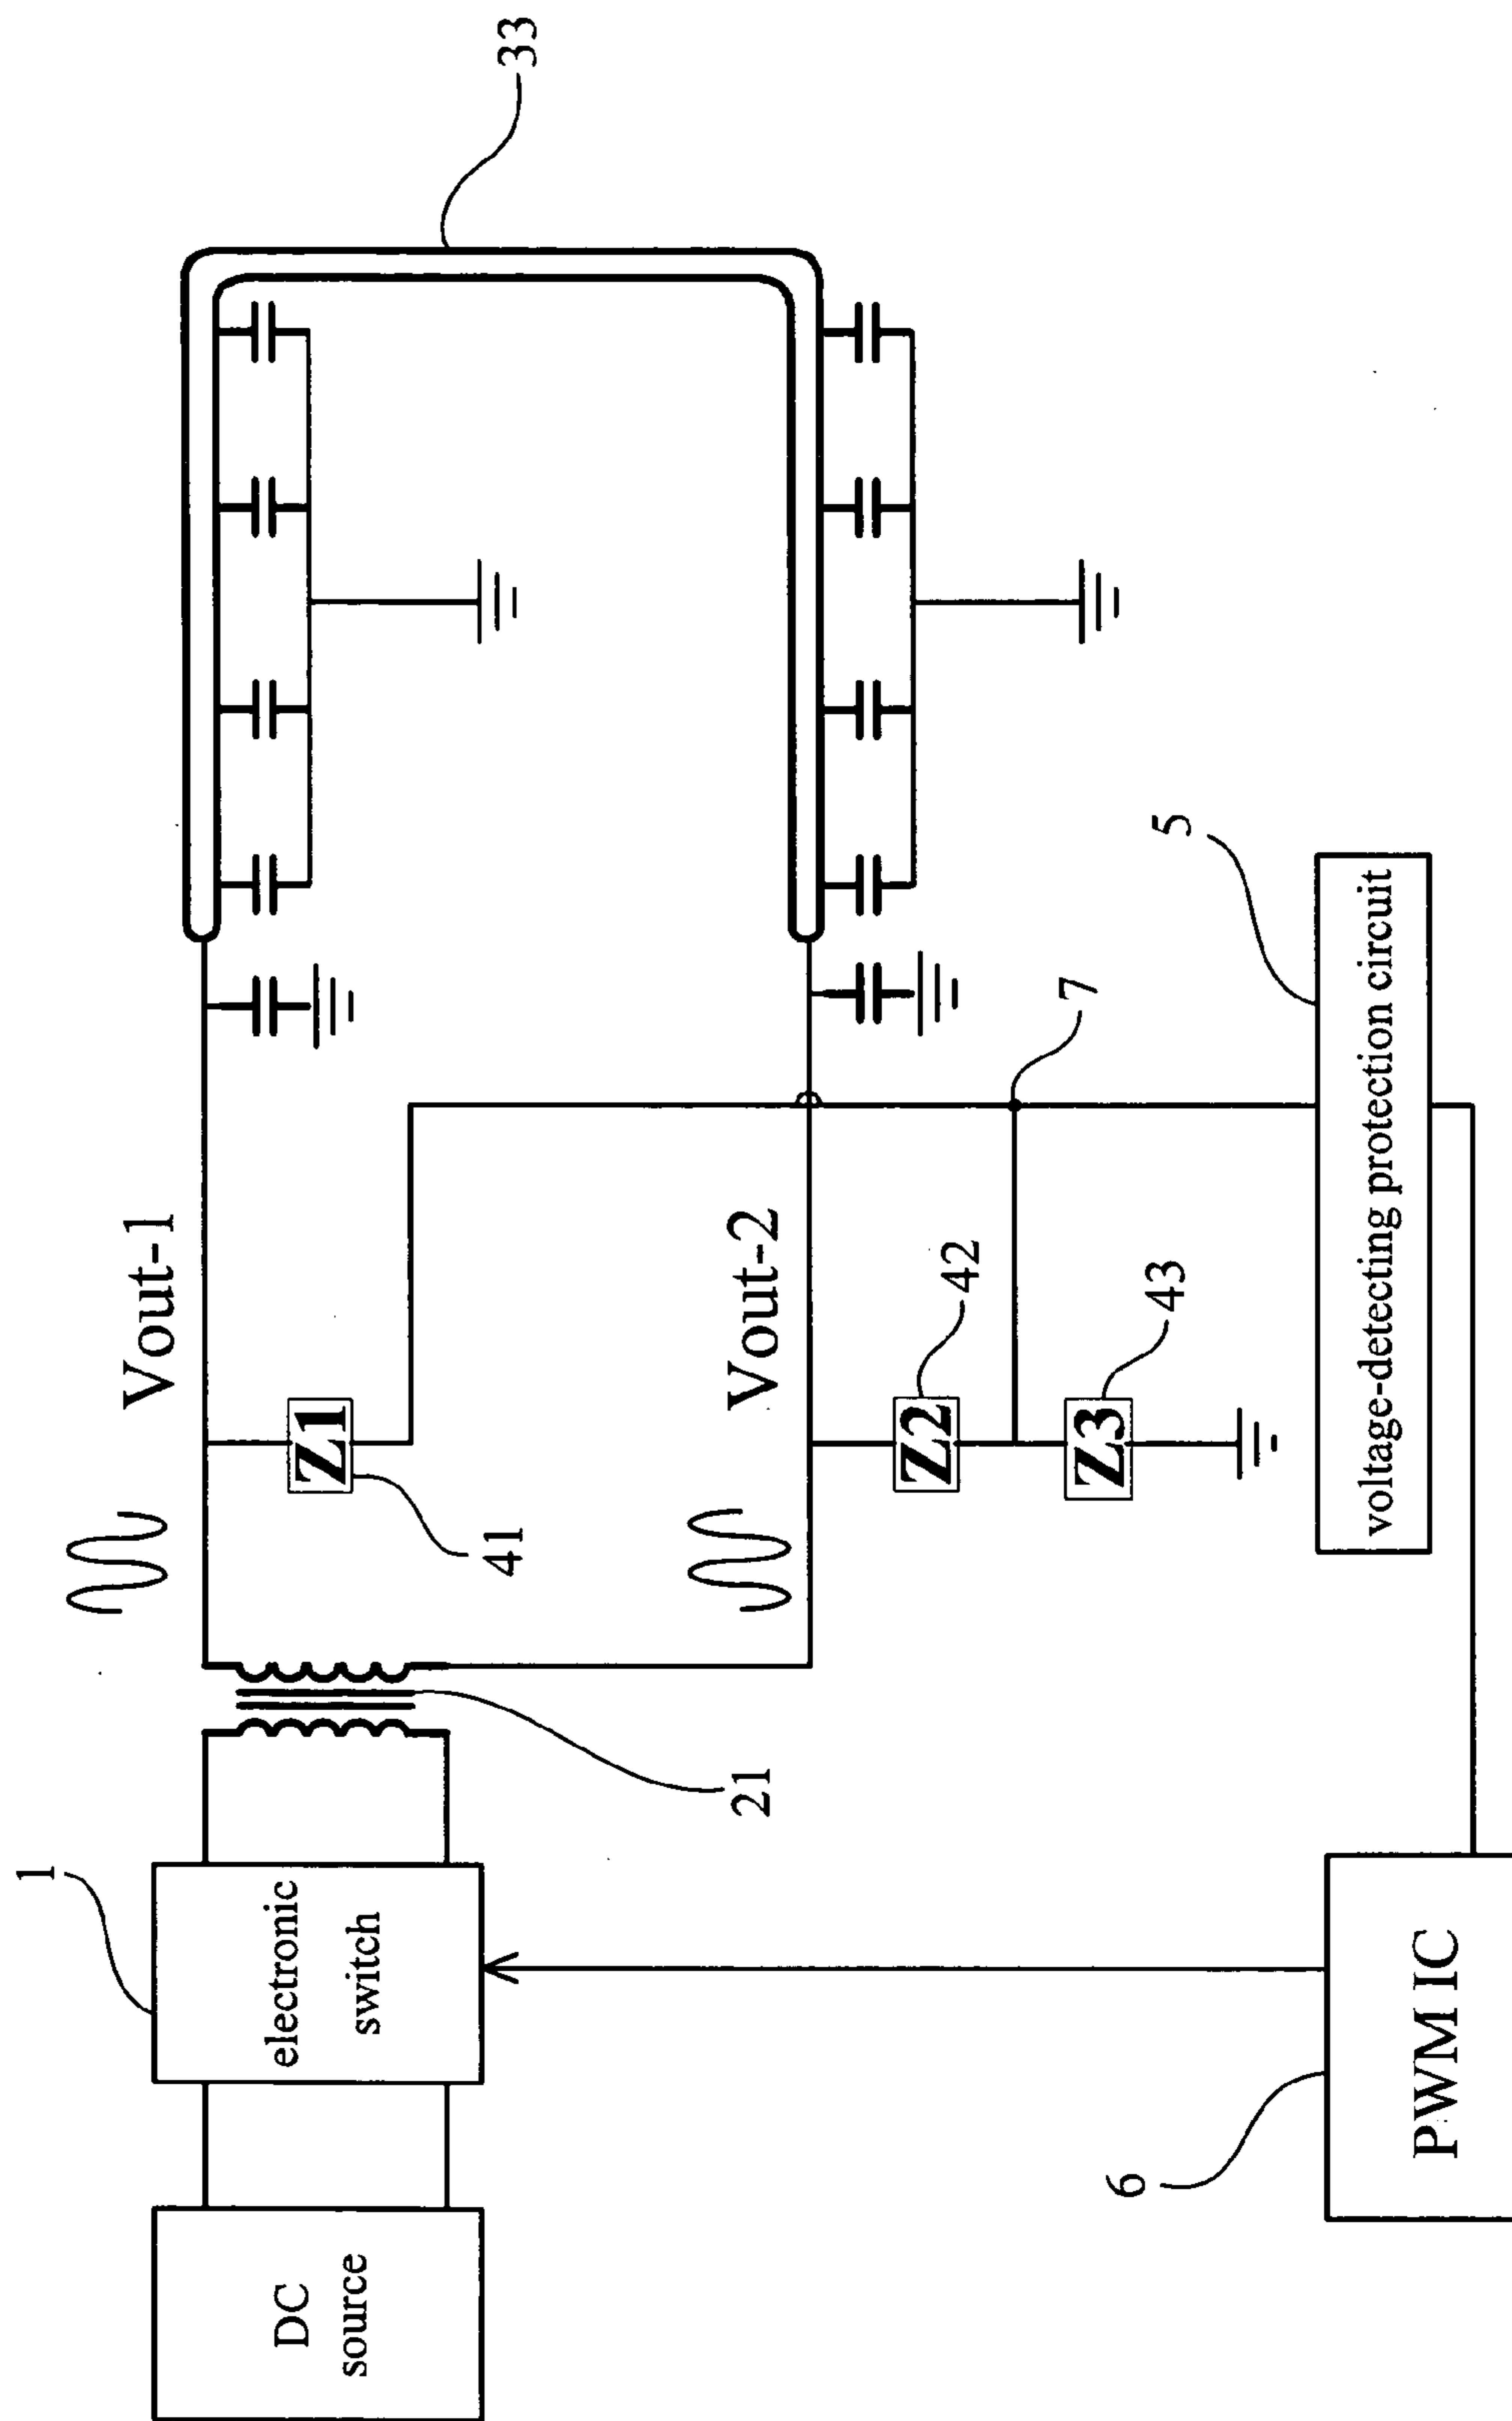 DC
source
1
electronic
switch
21
Vout-1
Z1
41
33
Vout-2
Z2
42
Z3
43
7
5
voltage-detecting protection circuit
6
PWM IC